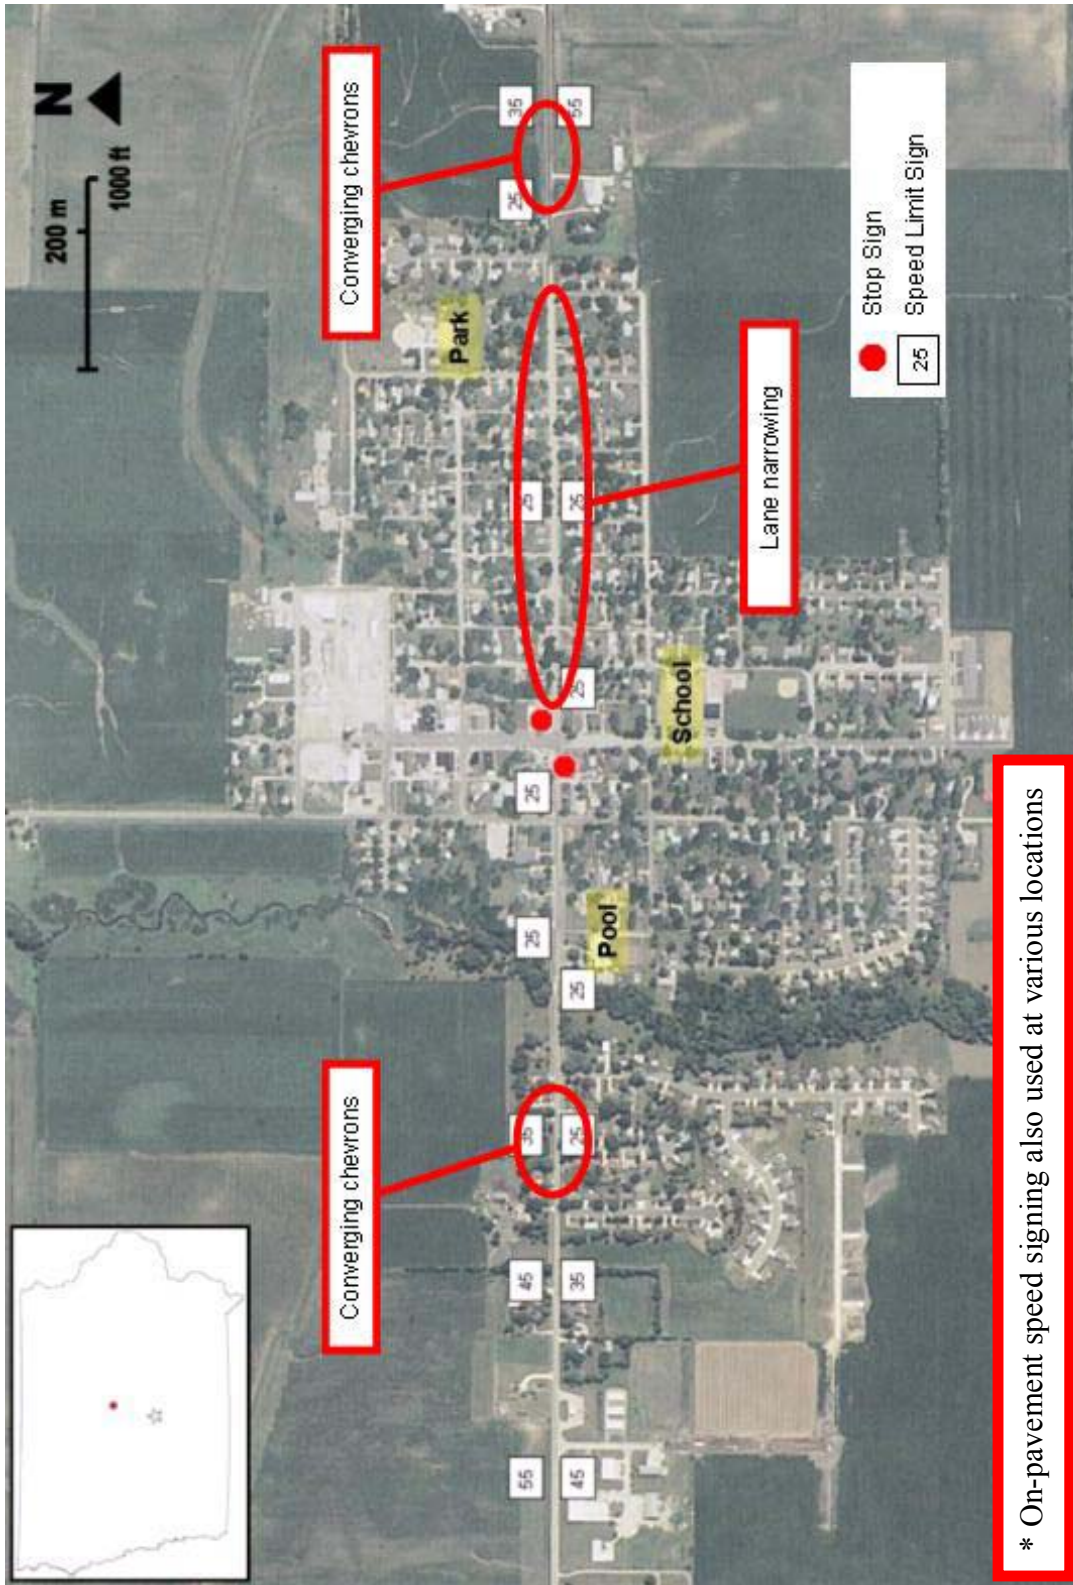 N
200 m
1000 ft
Converging chevrons
Converging chevrons
55
45
35
25
25
25
25
25
35
45
35
25
25
25
25
55
Park
Pool
School
Lane narrowing
Stop Sign
25
Speed Limit Sign
* On-pavement speed signing also used at various locations